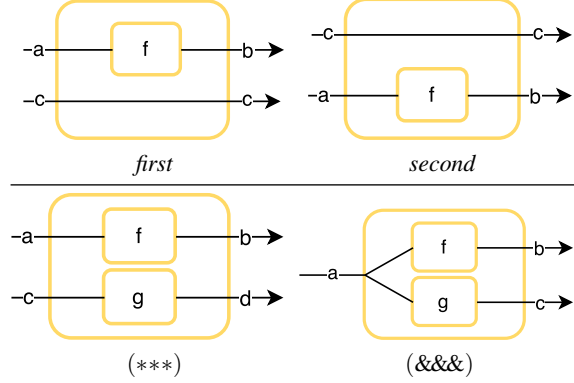 a f b
c c
first
c c
a f b
second
a f b
c g d
(***)
a f b
g c
(&&&)